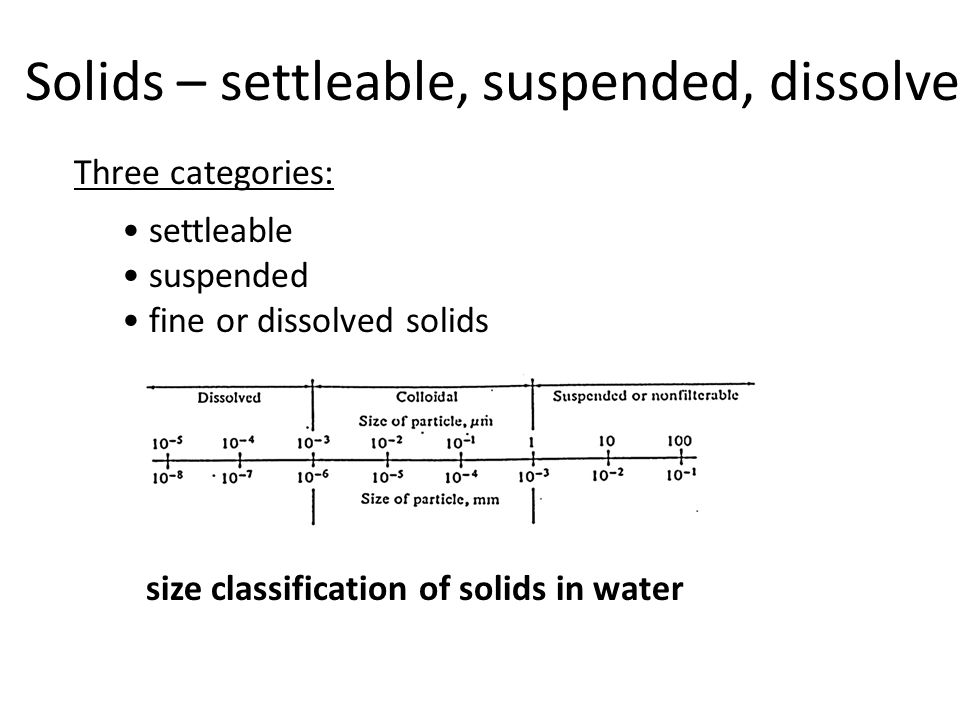 Solids – settleable, suspended, dissolve
Three categories:
• settleable
• suspended
• fine or dissolved solids
Dissolved Colloidal Suspended or nonfilterable
Size of particle, μm
10⁻⁵ 10⁻⁴ 10⁻³ 10⁻² 10⁻¹ 1 10 100
10⁻⁸ 10⁻⁷ 10⁻⁶ 10⁻⁵ 10⁻⁴ 10⁻³ 10⁻² 10⁻¹
Size of particle, mm
size classification of solids in water